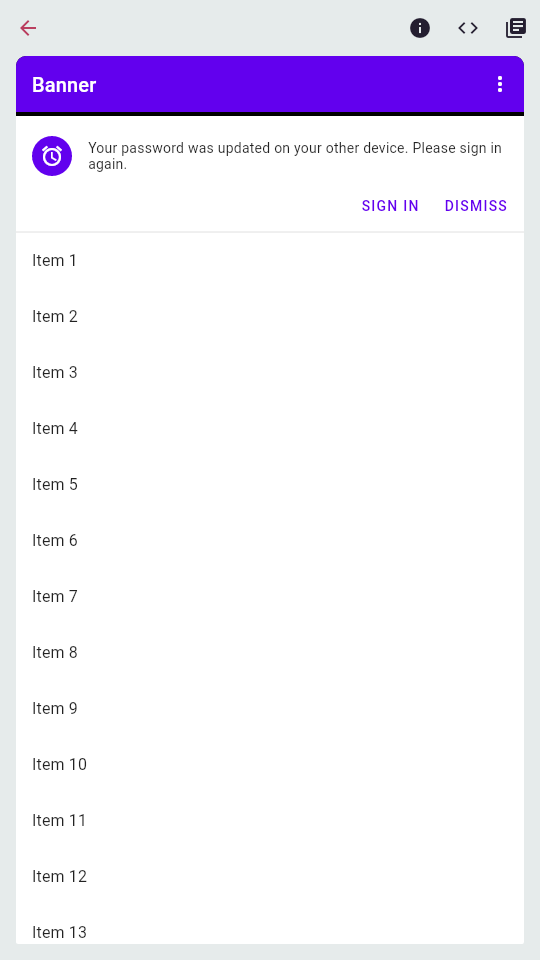 Banner
Your password was updated on your other device. Please sign in
again.
SIGN IN DISMISS
Item 1
Item 2
Item 3
Item 4
Item 5
Item 6
Item 7
Item 8
Item 9
Item 10
Item 11
Item 12
Item 13